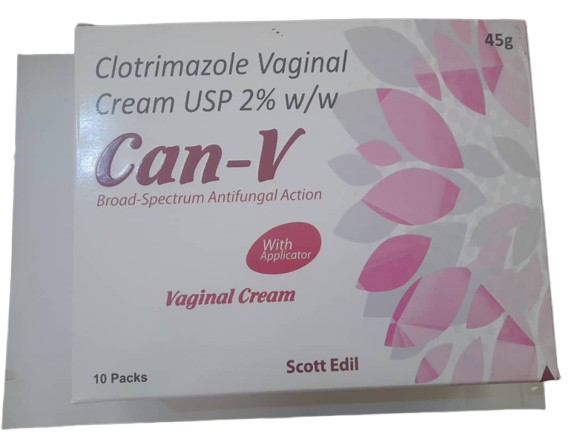 45g
Clotrimazole Vaginal
Cream USP 2% w/w
Can-V
Broad-Spectrum Antifungal Action
With
Applicator
Vaginal Cream
Scott Edil
10 Packs